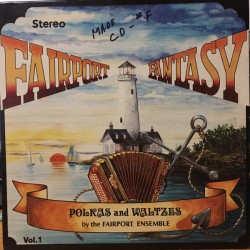 Stereo
MADE
CD-#F
FAIRPORT FANTASY
POLKAS and WALTZES
by the FAIRPORT ENSEMBLE
Vol.1